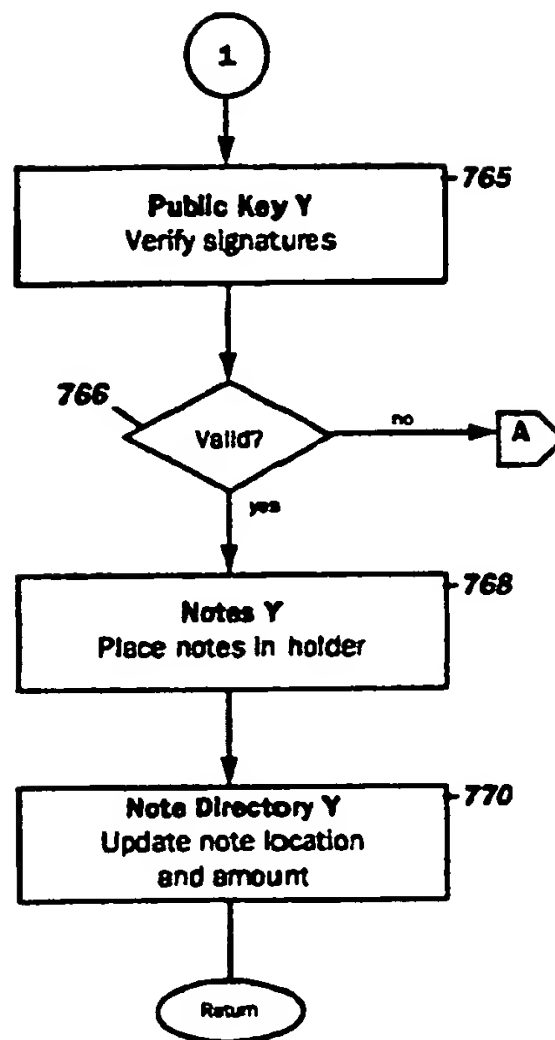 1
765
Public Key Y
Verify signatures
766
Valid?
no
A
yes
768
Notes Y
Place notes in holder
770
Note Directory Y
Update note location
and amount
Return